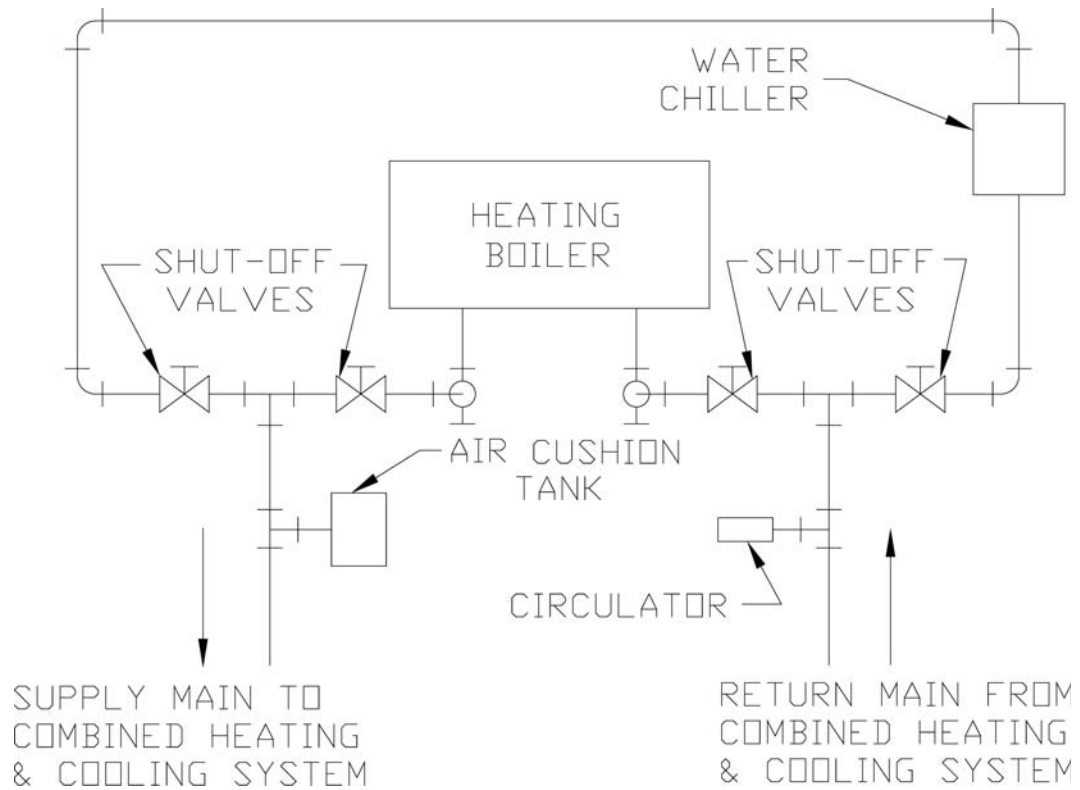 WATER
CHILLER
HEATING
BOILER
SHUT-OFF
VALVES
SHUT-OFF
VALVES
AIR CUSHION
TANK
CIRCULATOR
SUPPLY MAIN TO
COMBINED HEATING
& COOLING SYSTEM
RETURN MAIN FROM
COMBINED HEATING
& COOLING SYSTEM